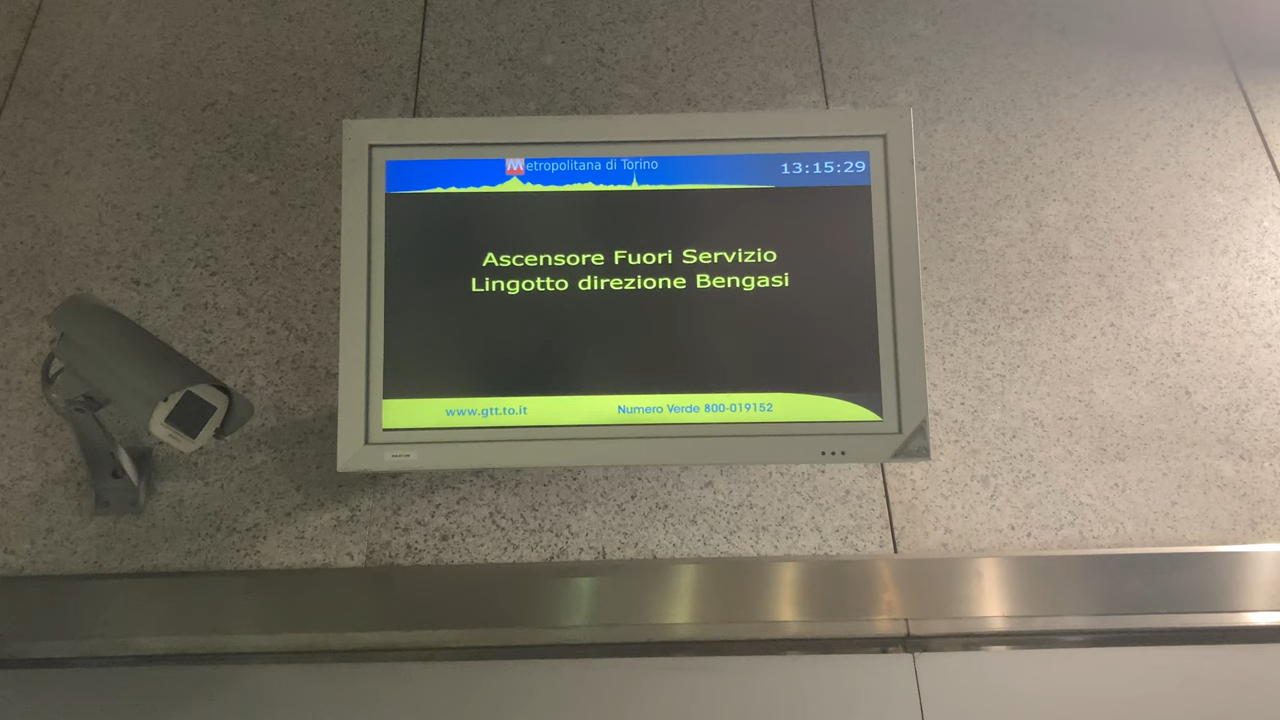 Metropolitana di Torino
13:15:29
Ascensore Fuori Servizio
Lingotto direzione Bengasi
www.gtt.to.it
Numero Verde 800-019152